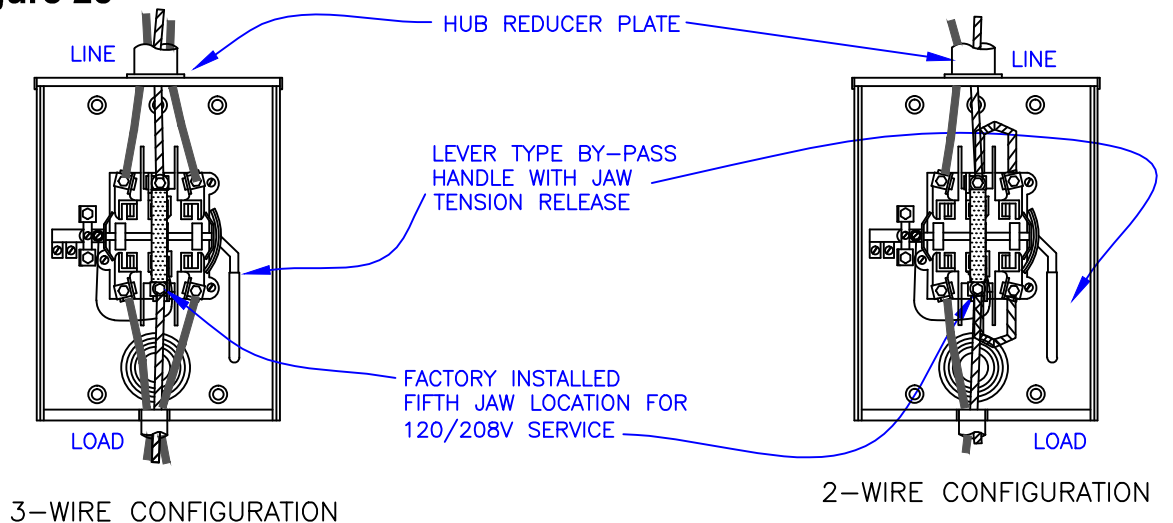 HUB REDUCER PLATE
LINE
LINE
LEVER TYPE BY-PASS
HANDLE WITH JAW
TENSION RELEASE
FACTORY INSTALLED
FIFTH JAW LOCATION FOR
120/208V SERVICE
LOAD
LOAD
3-WIRE CONFIGURATION
2-WIRE CONFIGURATION